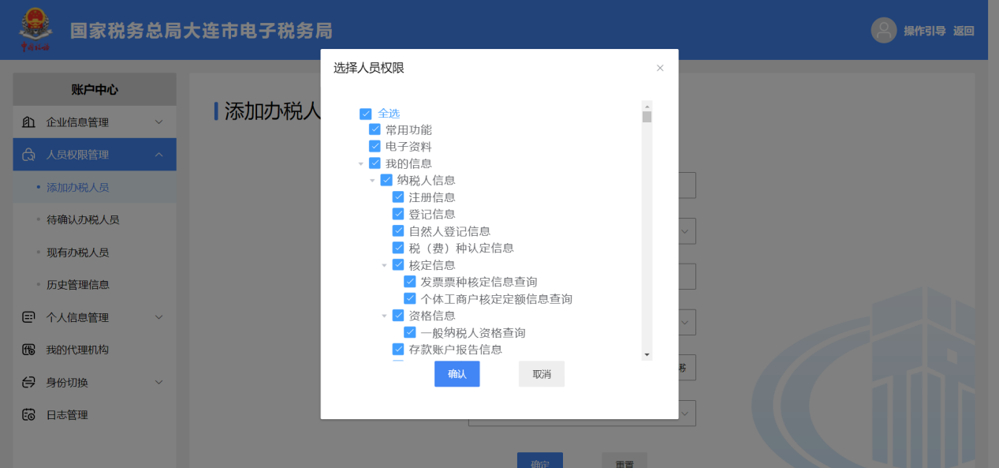 国家税务总局大连市电子税务局
操作引导 返回
账户中心
企业信息管理
人员权限管理
添加办税人员
待确认办税人员
现有办税人员
历史管理信息
个人信息管理
我的代理机构
身份切换
日志管理
添加办税人
选择人员权限
全选
常用功能
电子资料
我的信息
纳税人信息
注册信息
登记信息
自然人登记信息
税（费）种认定信息
核定信息
发票票种核定信息查询
个体工商户核定定额信息查询
资格信息
一般纳税人资格查询
存款账户报告信息
确认
取消
确定
重置